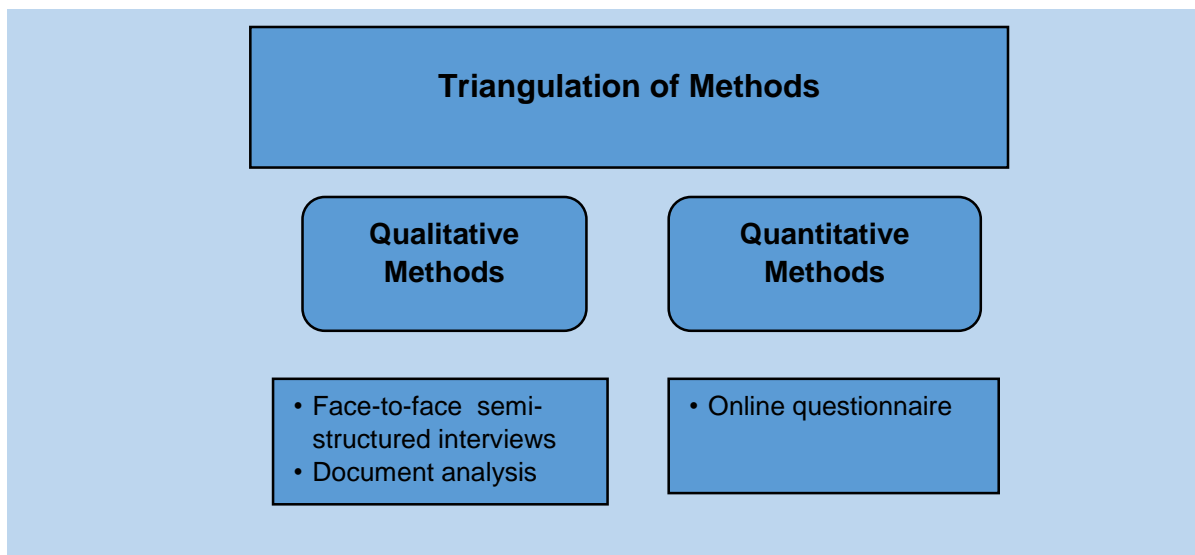 Triangulation of Methods
Qualitative
Methods
Quantitative
Methods
• Face-to-face  semi-
structured interviews
• Document analysis
• Online questionnaire